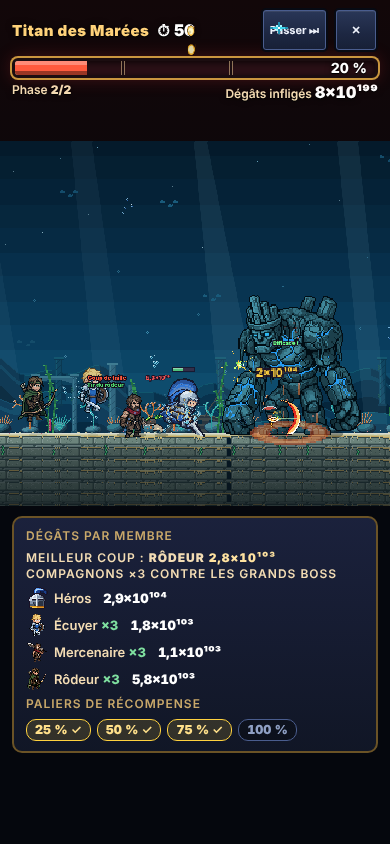 Titan des Marées ⏱ 50
Passer ⏭ ×
20 %
Phase 2/2
Dégâts infligés 8×10¹⁹⁹
Efficace !
2×10¹⁰⁴
DÉGÂTS PAR MEMBRE
MEILLEUR COUP : RÔDEUR 2,8×10¹⁰³
COMPAGNONS ×3 CONTRE LES GRANDS BOSS
Héros 2,9×10¹⁰⁴
Écuyer ×3 1,8×10¹⁰³
Mercenaire ×3 1,1×10¹⁰³
Rôdeur ×3 5,8×10¹⁰³
PALIERS DE RÉCOMPENSE
25 % ✓ 50 % ✓ 75 % ✓ 100 %